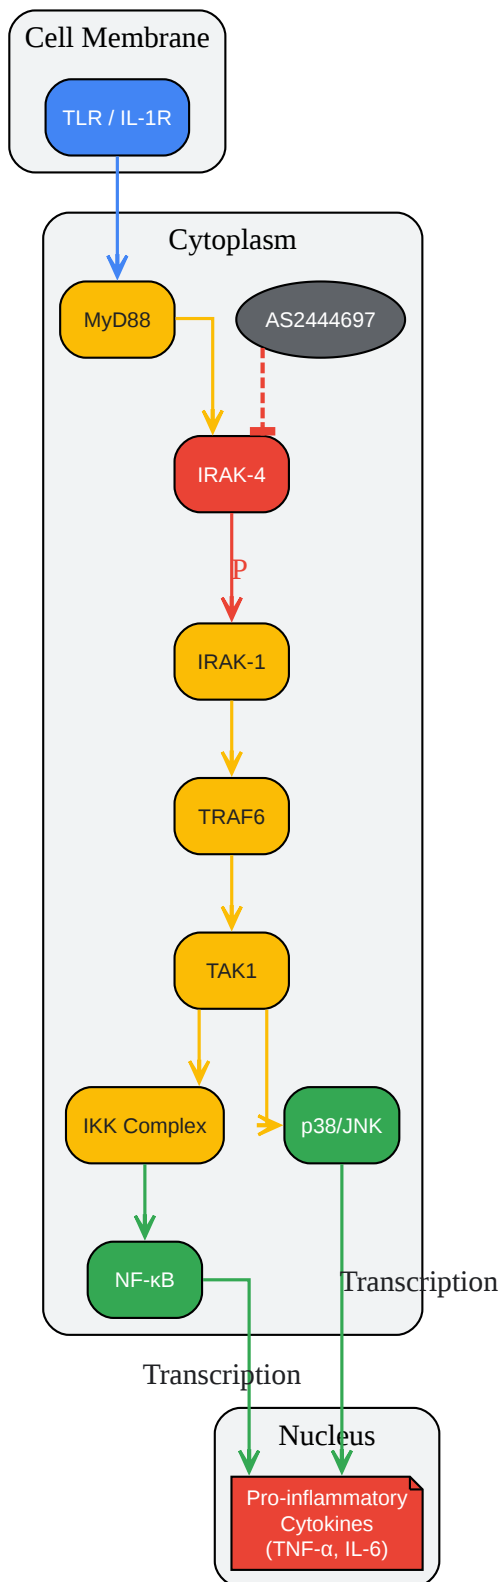 Cell Membrane
TLR / IL-1R
Cytoplasm
MyD88
AS2444697
IRAK-4
P
IRAK-1
TRAF6
TAK1
IKK Complex
p38/JNK
NF-κB
Transcription
Transcription
Nucleus
Pro-inflammatory
Cytokines
(TNF-α, IL-6)